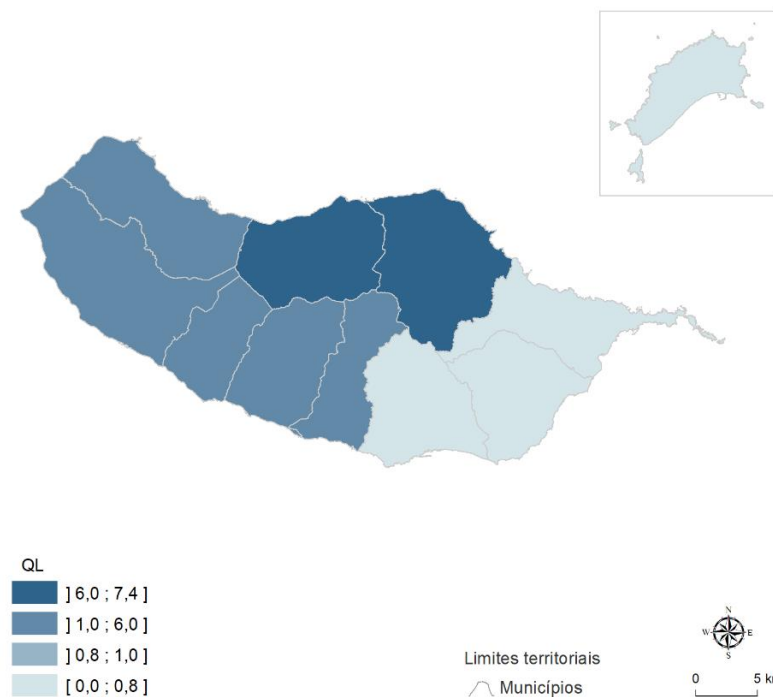 QL
] 6,0 ; 7,4 ]
] 1,0 ; 6,0 ]
] 0,8 ; 1,0 ]
[ 0,0 ; 0,8 ]
Limites territoriais
Municípios
N
W E
S
0 5 km